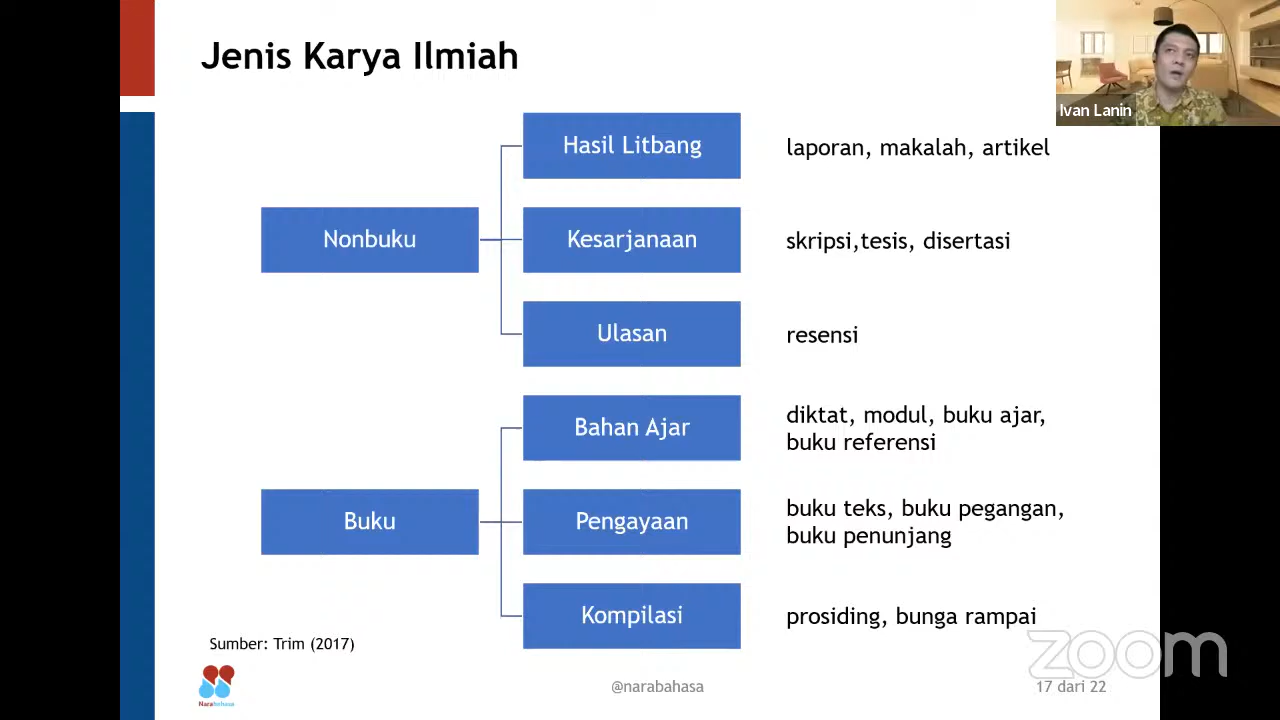 Jenis Karya Ilmiah
Ivan Lanin
Nonbuku
Hasil Litbang
laporan, makalah, artikel
Kesarjanaan
skripsi,tesis, disertasi
Ulasan
resensi
Buku
Bahan Ajar
diktat, modul, buku ajar,
buku referensi
Pengayaan
buku teks, buku pegangan,
buku penunjang
Kompilasi
prosiding, bunga rampai
Sumber: Trim (2017)
Narabahasa
@narabahasa
17 dari 22
zoom